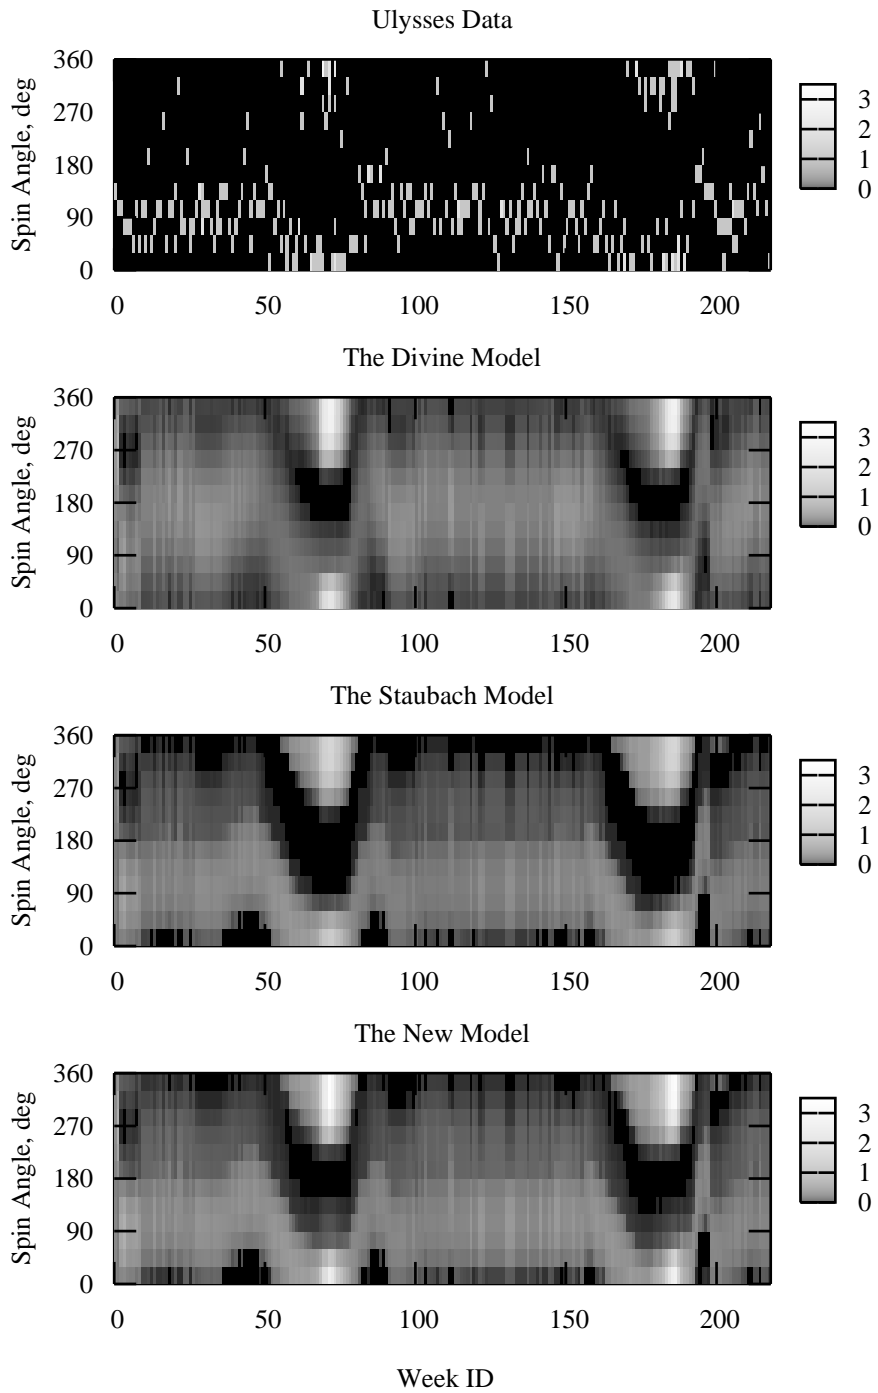 Ulysses Data
Spin Angle, deg
360
270
180
90
0
0 50 100 150 200
3
2
1
0
The Divine Model
Spin Angle, deg
360
270
180
90
0
0 50 100 150 200
3
2
1
0
The Staubach Model
Spin Angle, deg
360
270
180
90
0
0 50 100 150 200
3
2
1
0
The New Model
Spin Angle, deg
360
270
180
90
0
0 50 100 150 200
3
2
1
0
Week ID